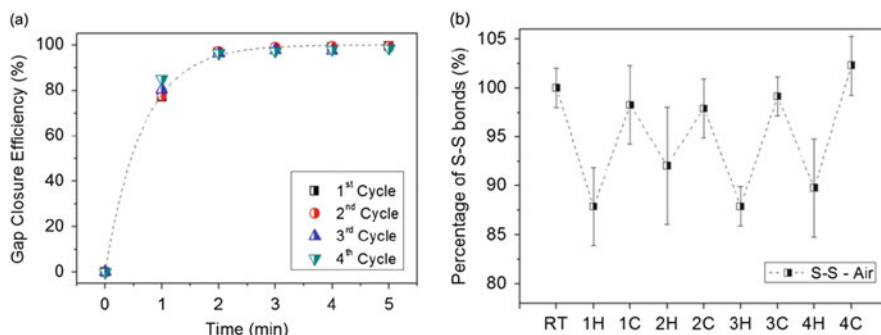 (a)
Gap Closure Efficiency (%)
100
80
60
40
20
0
1st Cycle
2nd Cycle
3rd Cycle
4th Cycle
0 1 2 3 4 5
Time (min)
(b)
Percentage of S-S bonds (%)
105
100
95
90
85
80
S-S - Air
RT 1H 1C 2H 2C 3H 3C 4H 4C